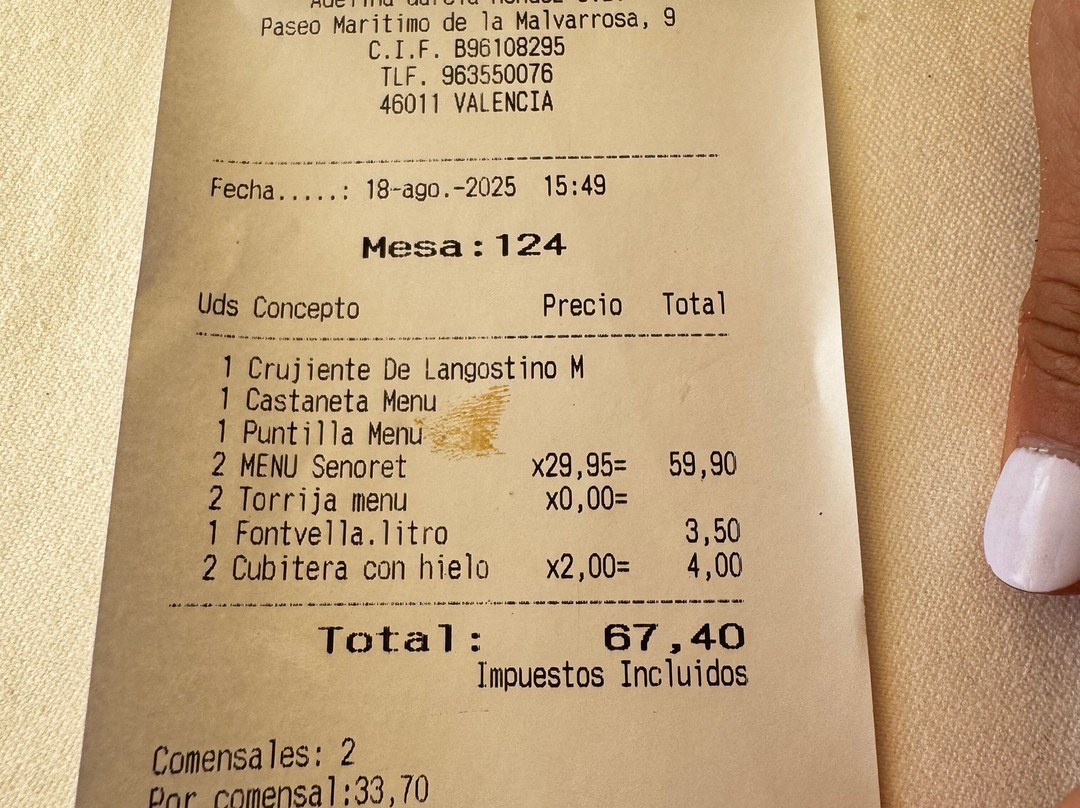 Paseo Maritimo de la Malvarrosa, 9
C.I.F. B96108295
TLF. 963550076
46011 VALENCIA
Fecha.....: 18-ago.-2025 15:49
Mesa:124
Uds Concepto Precio Total
1 Crujiente De Langostino M
1 Castaneta Menu
1 Puntilla Menu
2 MENU Senoret x29,95= 59,90
2 Torrija menu x0,00=
1 Fontvella.litro 3,50
2 Cubitera con hielo x2,00= 4,00
Total: 67,40
Impuestos Incluidos
Comensales: 2
Por comensal:33,70